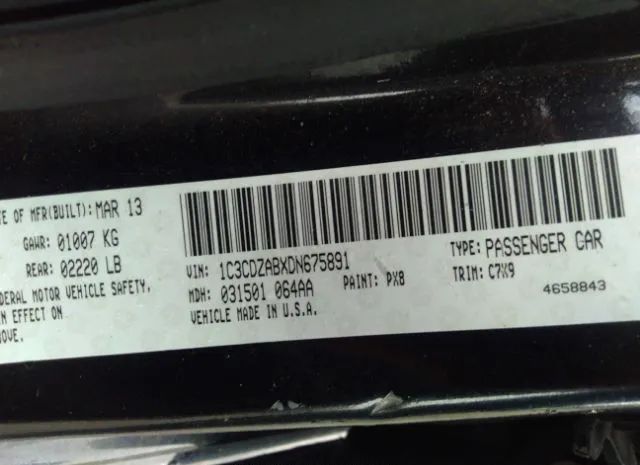 E OF MFR(BUILT): MAR 13
GAWR: 01007 KG
REAR: 02220 LB
DERAL MOTOR VEHICLE SAFETY,
N EFFECT ON
OVE.
VIN: 1C3CDZABXDN675891
TYPE: PASSENGER CAR
MDH: 031501 064AA PAINT: PX8 TRIM: C7X9
VEHICLE MADE IN U.S.A.
4658843